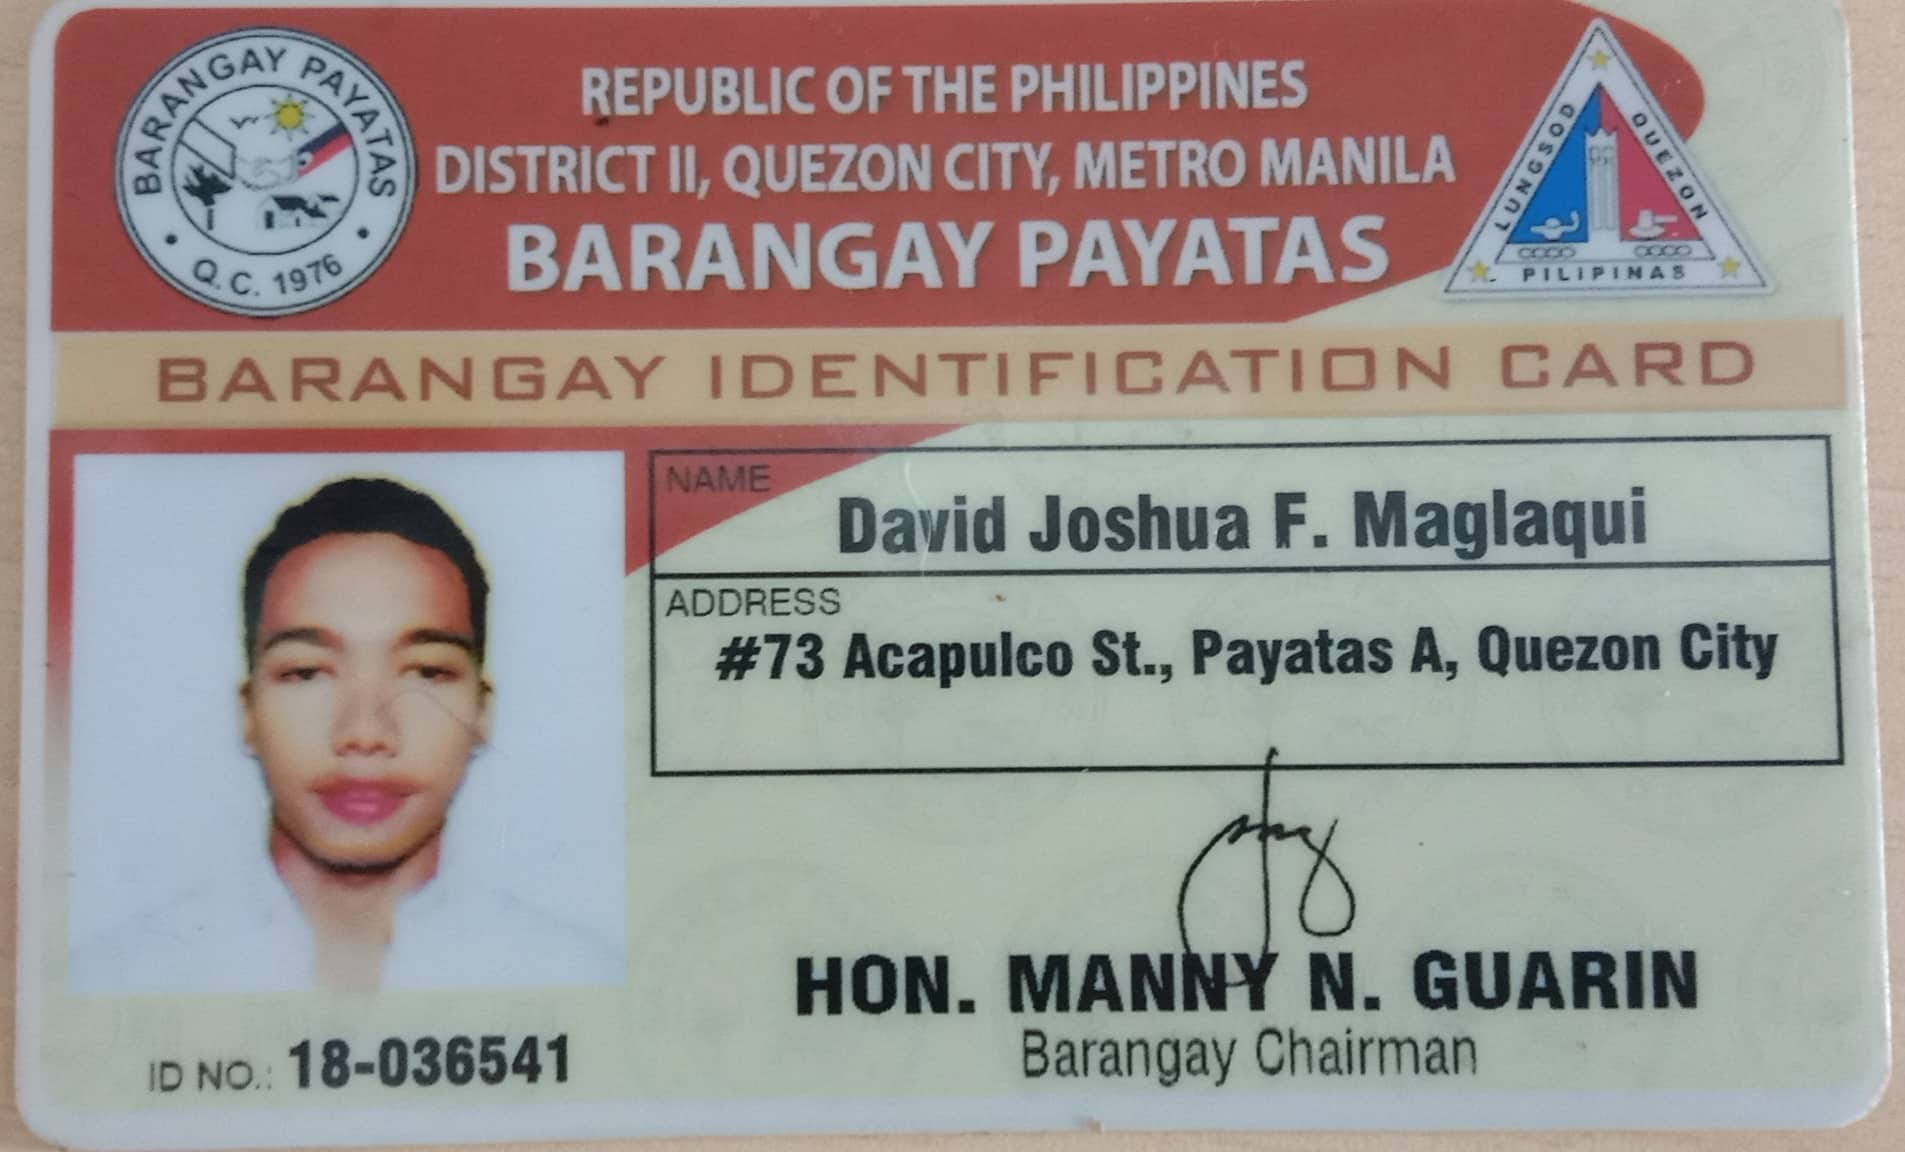 BARANGAY PAYATAS
Q.C. 1976
REPUBLIC OF THE PHILIPPINES
DISTRICT II, QUEZON CITY, METRO MANILA
BARANGAY PAYATAS
LUNGSOD QUEZON
PILIPINAS
BARANGAY IDENTIFICATION CARD
NAME
David Joshua F. Maglaqui
ADDRESS
#73 Acapulco St., Payatas A, Quezon City
HON. MANNY N. GUARIN
Barangay Chairman
ID NO.: 18-036541